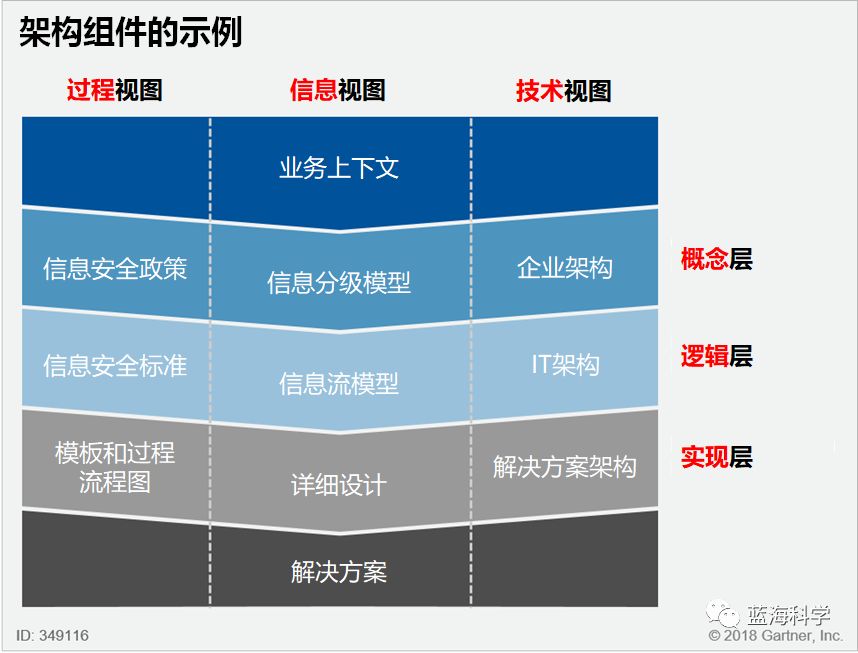 架构组件的示例
过程视图 信息视图 技术视图
业务上下文
信息安全政策 信息分级模型 企业架构 概念层
信息安全标准 信息流模型 IT架构 逻辑层
模板和过程
流程图 详细设计 解决方案架构 实现层
解决方案
蓝海科学
ID: 349116 © 2018 Gartner, Inc.